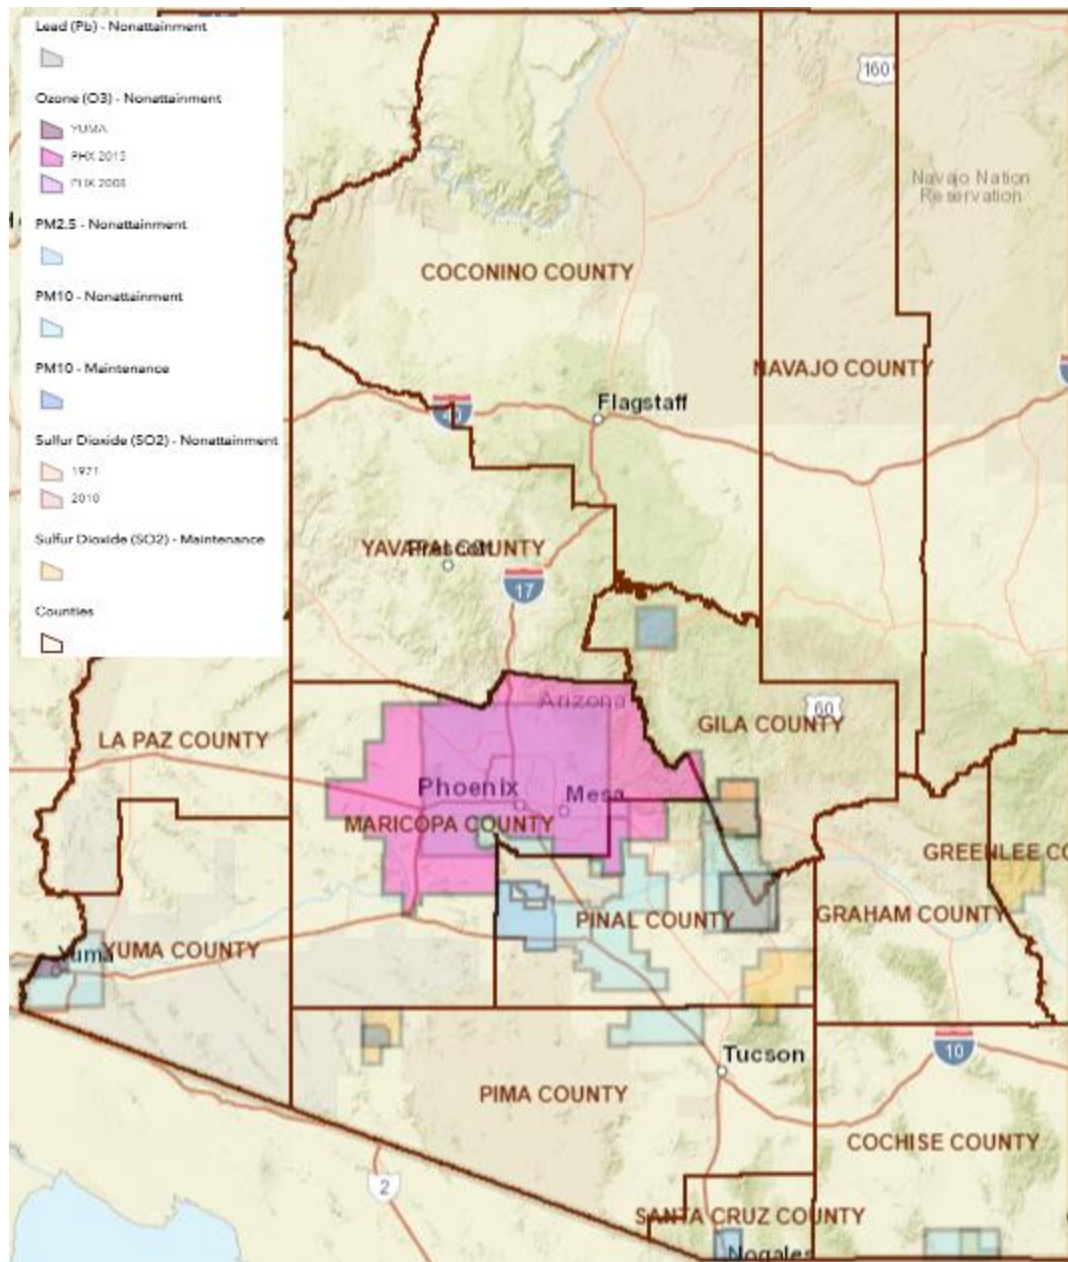 Lead (Pb) - Nonattainment
Ozone (O3) - Nonattainment
YUMA
PHX 2015
PHX 2008
PM2.5 - Nonattainment
PM10 - Nonattainment
PM10 - Maintenance
Sulfur Dioxide (SO2) - Nonattainment
1971
2010
Sulfur Dioxide (SO2) - Maintenance
Counties
160
Navajo Nation
Reservation
COCONINO COUNTY
NAVAJO COUNTY
Flagstaff
40
YAVAPAI COUNTY
Prescott
17
Arizona
60
GILA COUNTY
LA PAZ COUNTY
Phoenix
Mesa
MARICOPA COUNTY
GREENLEE CO
PINAL COUNTY
GRAHAM COUNTY
Yuma
YUMA COUNTY
10
Tucson
PIMA COUNTY
COCHISE COUNTY
2
SANTA CRUZ COUNTY
Nogales